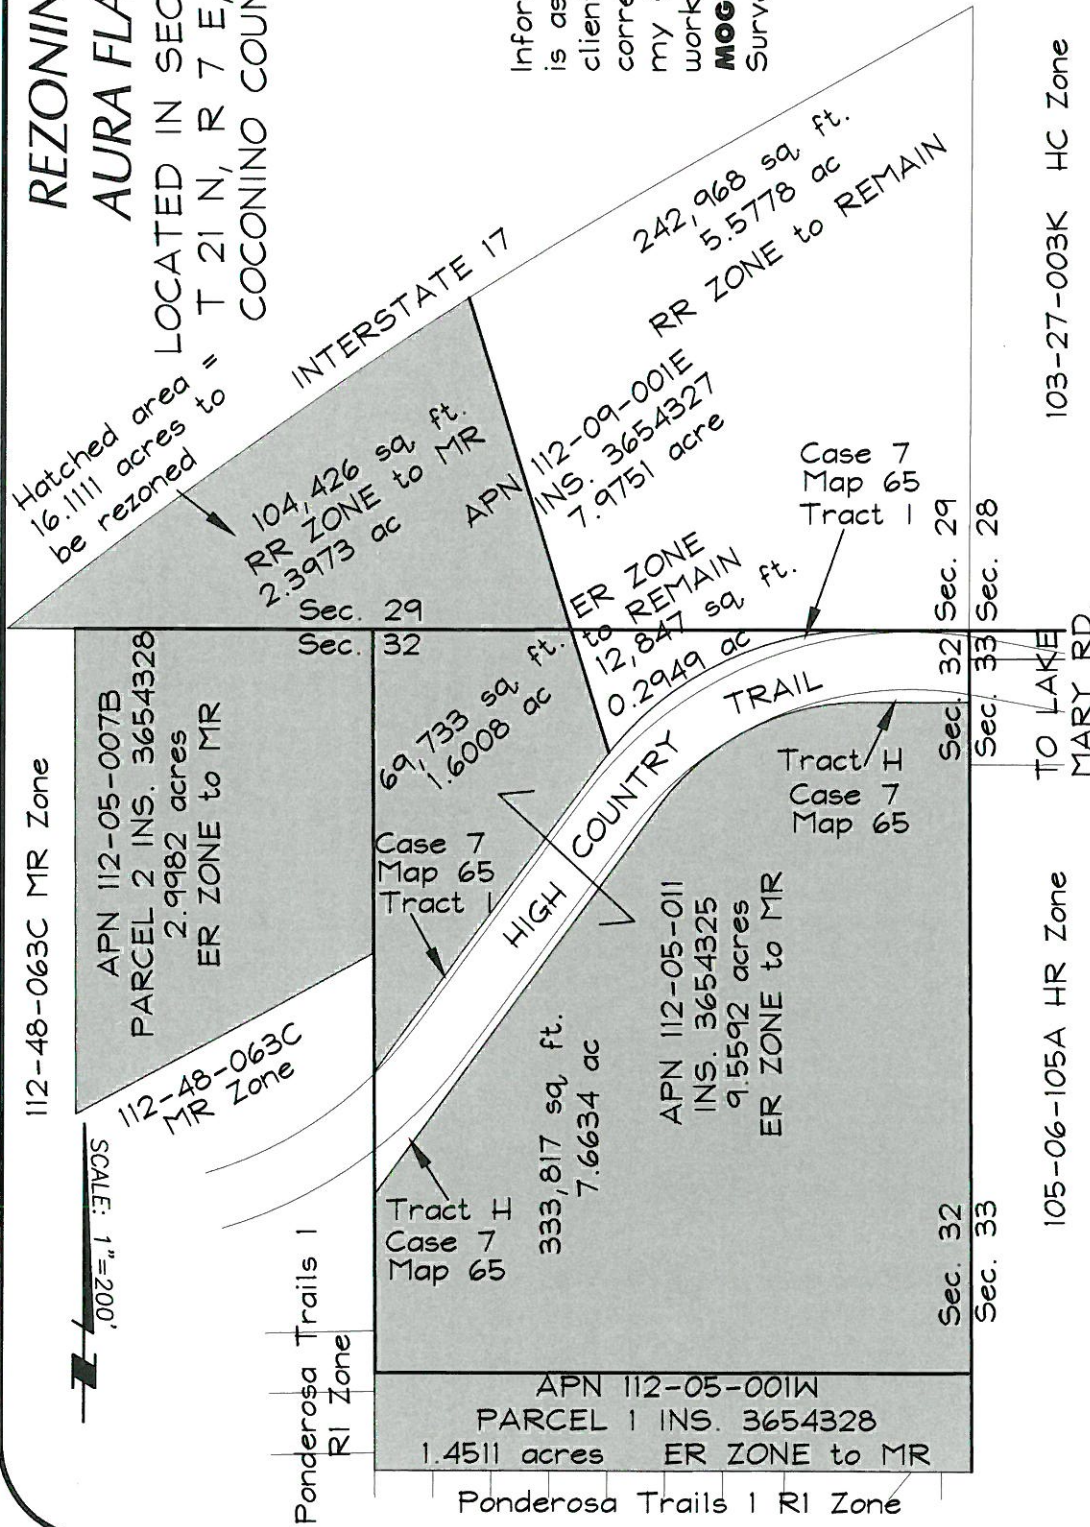 REZONIN
AURA FLA
LOCATED IN SEC
T 21 N, R 7 E,
COCONINO COUN
Infor
is as
client
corre
my
work
MOG
Surve
Hatched area =
16.1111 acres to
be rezoned
INTERSTATE 17
104,426 sq. ft.
RR ZONE to MR
2.3973 ac
242,968 sq. ft.
5.5778 ac
RR ZONE to REMAIN
APN 112-09-001E
INS. 3654327
7.9751 acre
Sec. 29
Sec. 32
ER ZONE
to REMAIN
12,847 sq. ft.
0.2949 ac
69,733 sq. ft.
1.6008 ac
Case 7
Map 65
Tract I
HIGH COUNTRY TRAIL
Case 7
Map 65
Tract I
Tract H
Case 7
Map 65
Tract H
Case 7
Map 65
112-48-063C MR Zone
APN 112-05-007B
PARCEL 2 INS. 3654328
2.9982 acres
ER ZONE to MR
112-48-063C
MR Zone
SCALE: 1"=200'
333,817 sq. ft.
7.6634 ac
APN 112-05-011
INS. 3654325
9.5592 acres
ER ZONE to MR
Sec. 32 Sec. 29
Sec. 33 Sec. 28
TO LAKE
MARY RD
103-27-003K HC Zone
105-06-105A HR Zone
Sec. 32
Sec. 33
Ponderosa Trails 1
R1 Zone
APN 112-05-001W
PARCEL 1 INS. 3654328
1.4511 acres ER ZONE to MR
Ponderosa Trails 1 R1 Zone